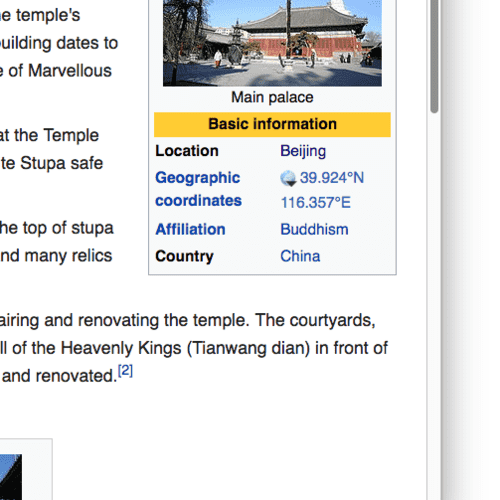 e temple's
uilding dates to
e of Marvellous
at the Temple
te Stupa safe
he top of stupa
nd many relics
Main palace
Basic information
Location Beijing
Geographic coordinates 39.924°N 116.357°E
Affiliation Buddhism
Country China
airing and renovating the temple. The courtyards,
ll of the Heavenly Kings (Tianwang dian) in front of
and renovated.[2]